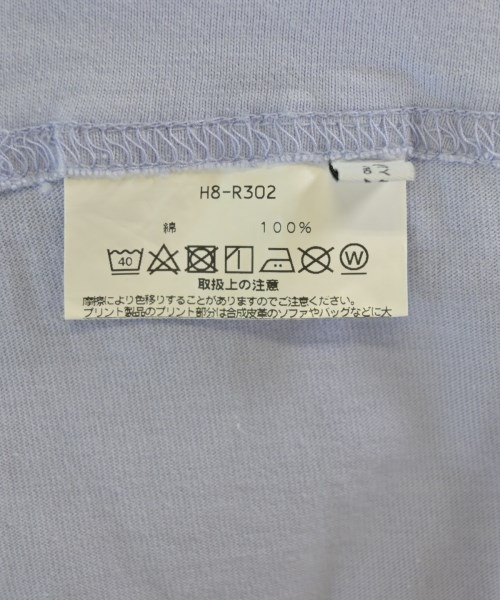 H8-R302
綿 100%
40 W
取扱上の注意
摩擦により色移りすることがありますのでご注意ください。
プリント製品のプリント部分は合成皮革のソファやバッグなどに大